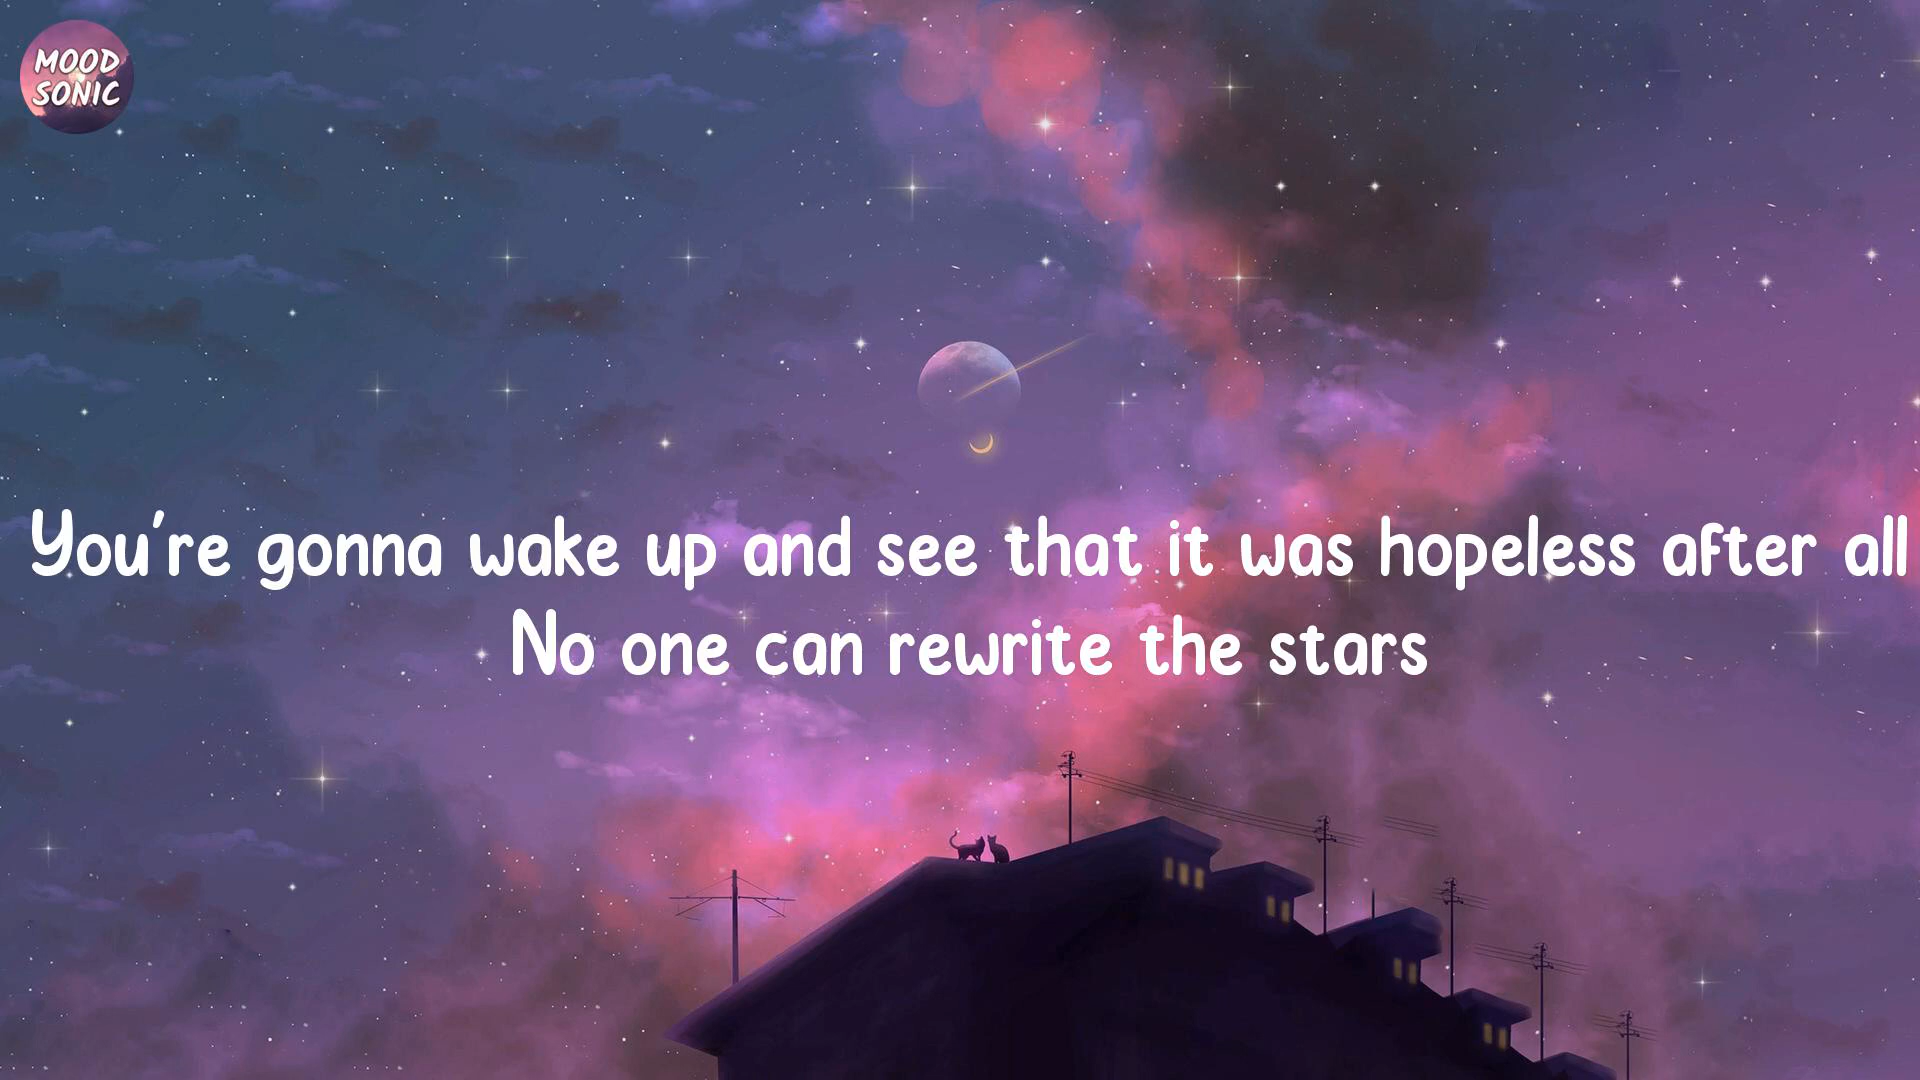 MOOD
SONIC
You're gonna wake up and see that it was hopeless after all
No one can rewrite the stars